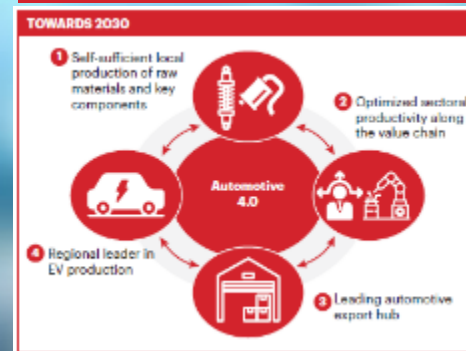 TOWARDS 2030
1 Self-sufficient local
production of raw
materials and key
components
2 Optimized sectoral
productivity along
the value chain
Automotive
4.0
4 Regional leader in
EV production
3 Leading automotive
export hub